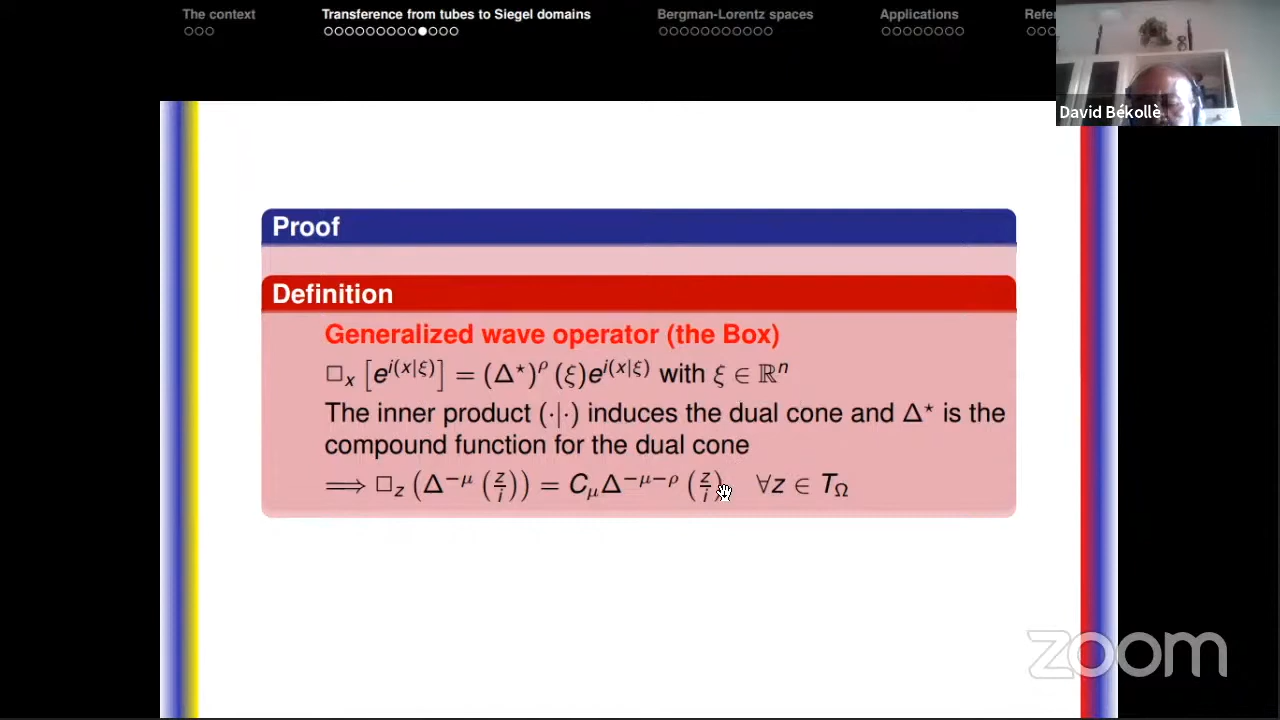 The context Transference from tubes to Siegel domains Bergman-Lorentz spaces Applications Refer
David Békollè
Proof
Definition
Generalized wave operator (the Box)
□ₓ [e^{i(x|ξ)}] = (Δ*)^ρ (ξ)e^{i(x|ξ)} with ξ ∈ ℝⁿ
The inner product (·|·) induces the dual cone and Δ* is the
compound function for the dual cone
⟹ □_z (Δ^{−μ} (z/i)) = C_μ Δ^{−μ−ρ} (z/i) ∀z ∈ T_Ω
zoom